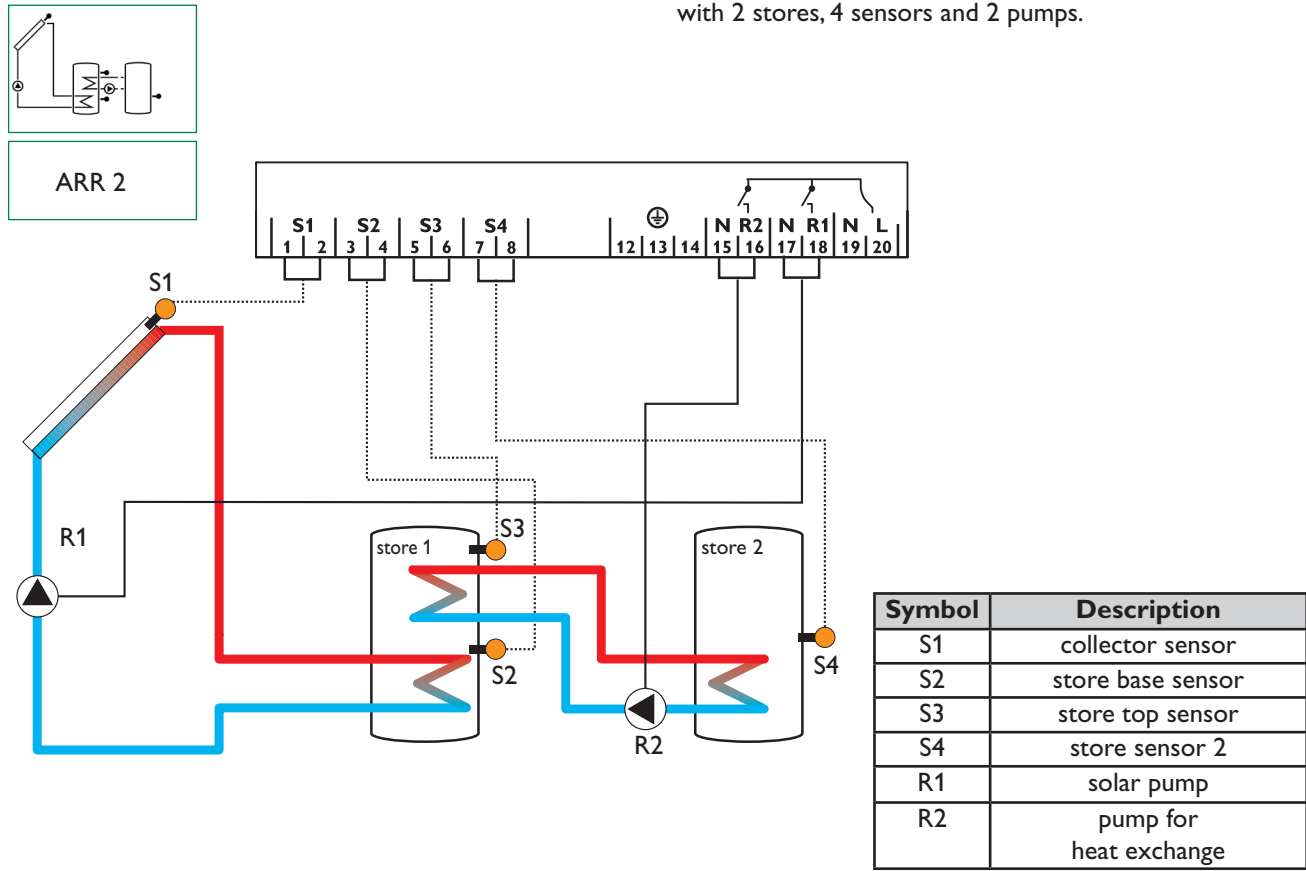 with 2 stores, 4 sensors and 2 pumps.
ARR 2
S1 S2 S3 S4 N R2 N R1 N L
1 2 3 4 5 6 7 8 12 13 14 15 16 17 18 19 20
S1
R1
store 1
S3
store 2
S2
S4
R2
Symbol Description
S1 collector sensor
S2 store base sensor
S3 store top sensor
S4 store sensor 2
R1 solar pump
R2 pump for
heat exchange